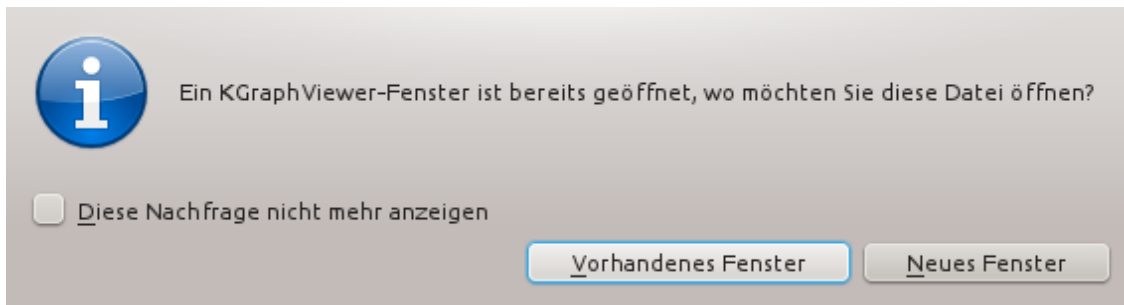 Ein KGraphViewer-Fenster ist bereits geöffnet, wo möchten Sie diese Datei öffnen?
Diese Nachfrage nicht mehr anzeigen
Vorhandenes Fenster
Neues Fenster